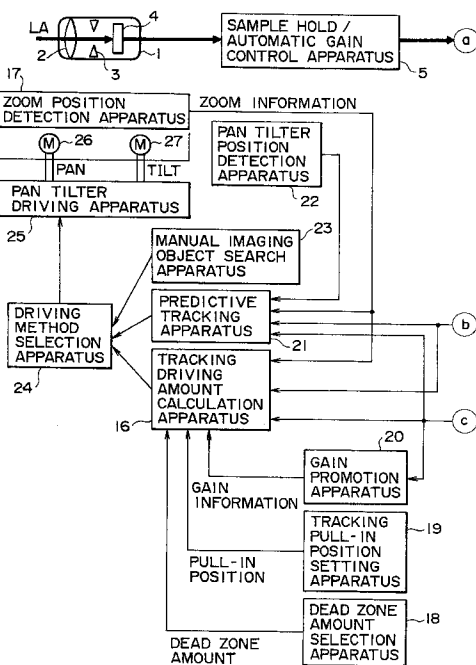 LA
4
2
3
1
SAMPLE HOLD /
AUTOMATIC GAIN
CONTROL APPARATUS
5
a
17
ZOOM POSITION
DETECTION APPARATUS
ZOOM INFORMATION
M
26
M
27
PAN
TILT
PAN TILTER
DRIVING APPARATUS
25
PAN TILTER
POSITION
DETECTION
APPARATUS
22
23
MANUAL IMAGING
OBJECT SEARCH
APPARATUS
DRIVING
METHOD
SELECTION
APPARATUS
24
PREDICTIVE
TRACKING
APPARATUS
21
b
TRACKING
DRIVING
AMOUNT
CALCULATION
APPARATUS
16
c
20
GAIN
PROMOTION
APPARATUS
GAIN
INFORMATION
TRACKING
PULL-IN
POSITION
SETTING
APPARATUS
19
PULL-IN
POSITION
DEAD ZONE
AMOUNT
SELECTION
APPARATUS
18
DEAD ZONE
AMOUNT